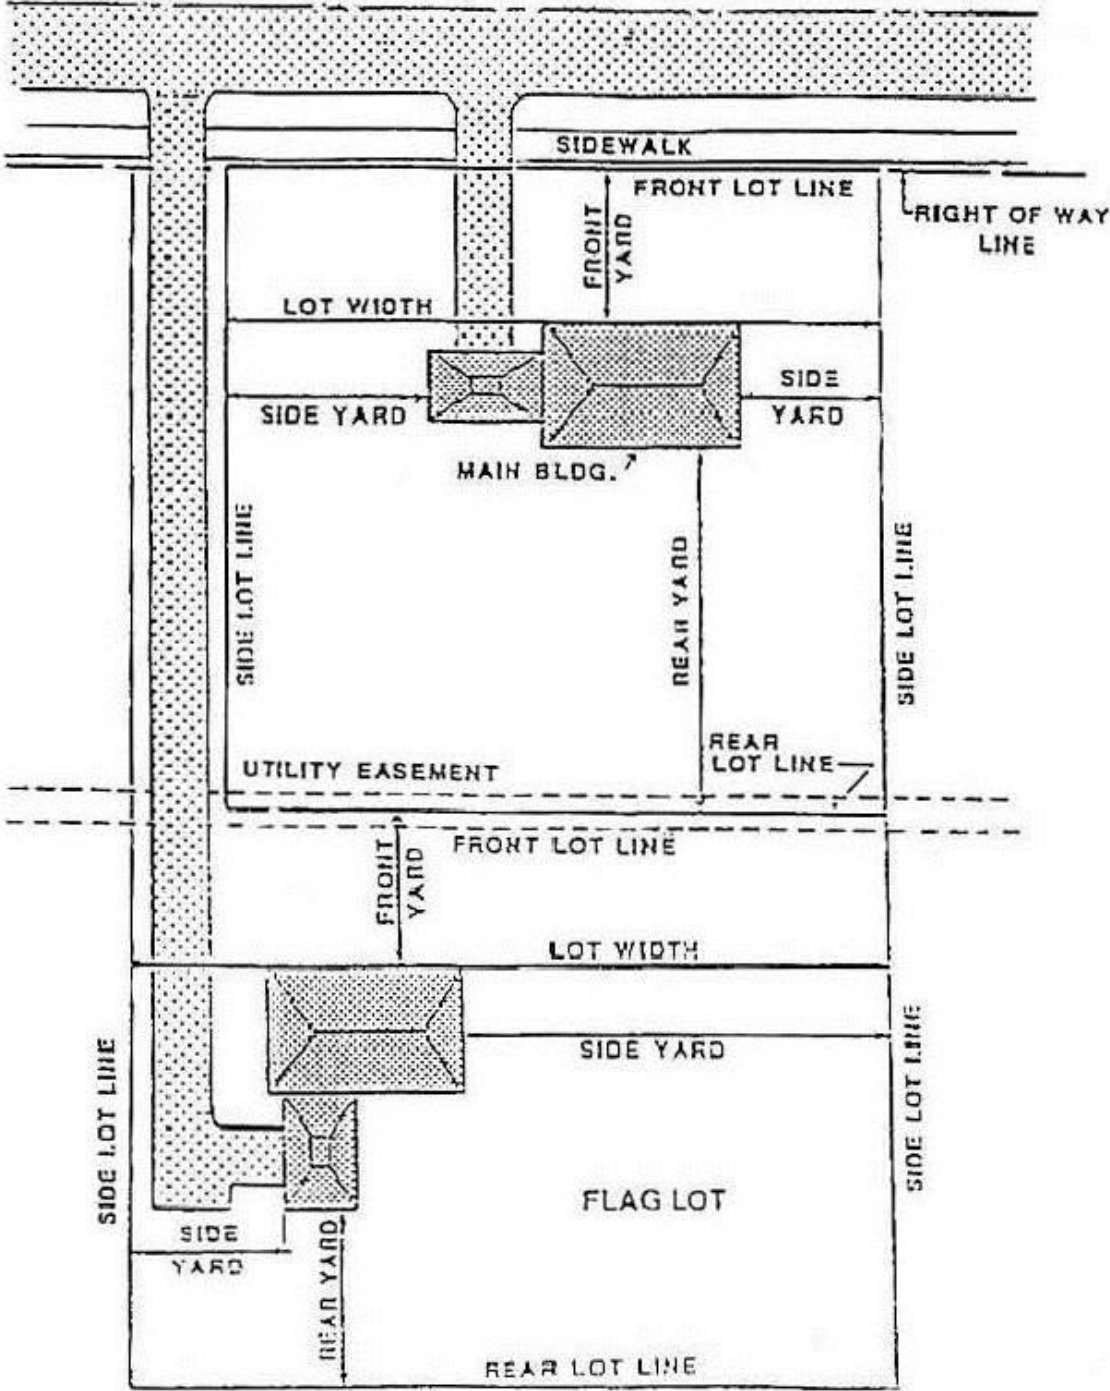 SIDEWALK
FRONT LOT LINE
RIGHT OF WAY
LINE
FRONT
YARD
LOT WIDTH
SIDE
YARD
SIDE YARD
MAIN BLDG.
SIDE LOT LINE
REAR YARD
SIDE LOT LINE
REAR
LOT LINE
UTILITY EASEMENT
FRONT LOT LINE
FRONT
YARD
LOT WIDTH
SIDE YARD
SIDE LOT LINE
SIDE LOT LINE
FLAG LOT
SIDE
YARD
REAR YARD
REAR LOT LINE